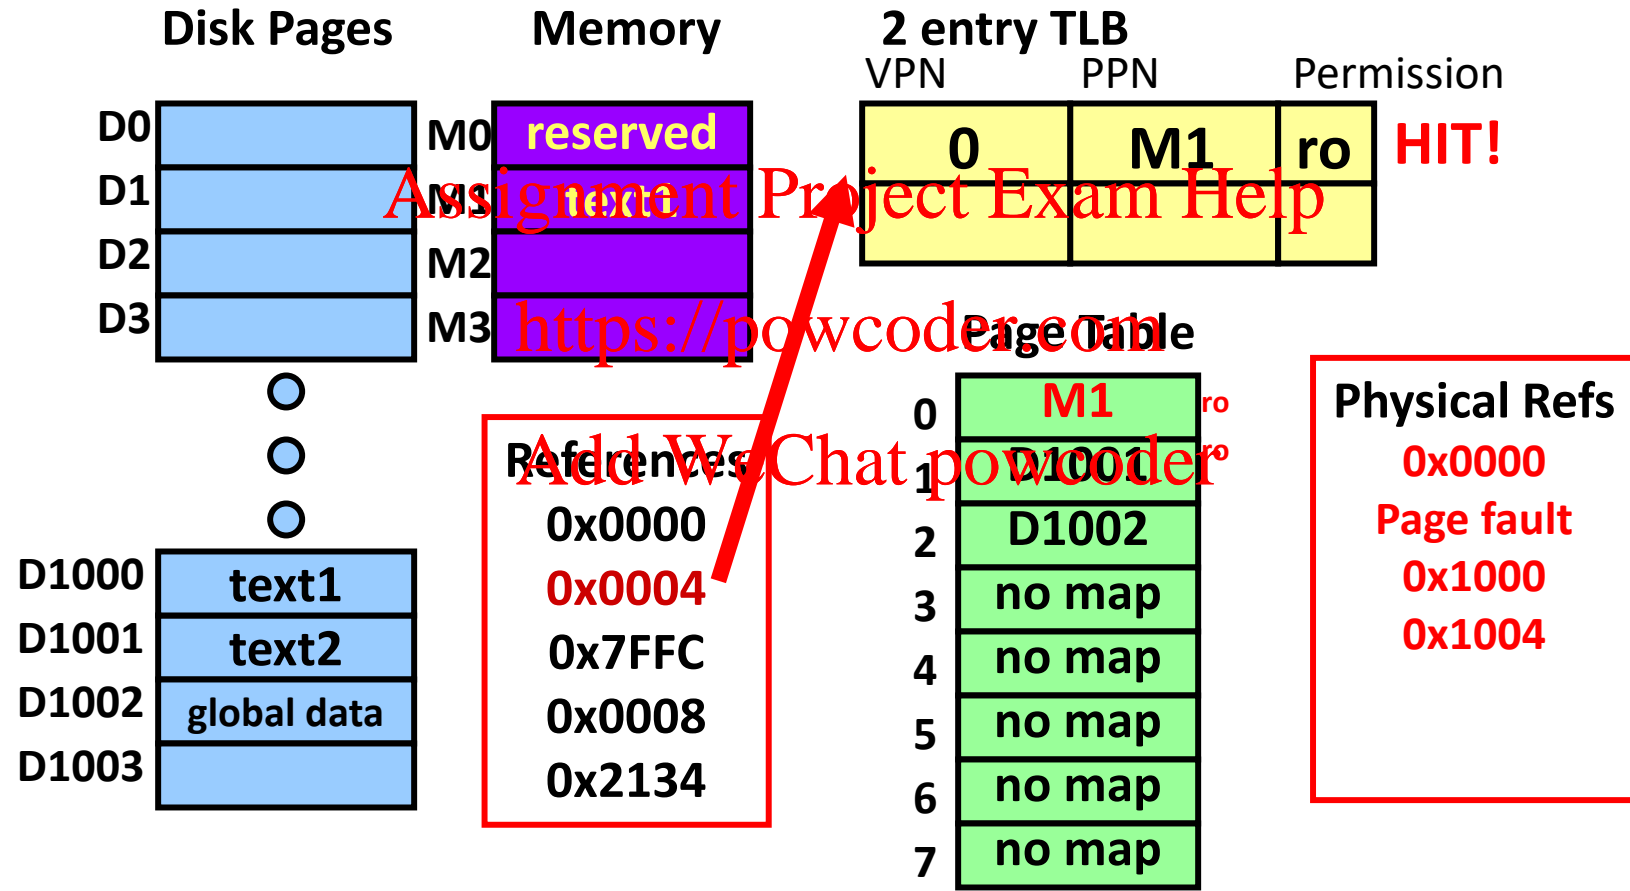 Disk Pages
Memory
2 entry TLB
VPN
PPN
Permission
D0
D1
D2
D3
M0
reserved
M1
text1
M2
M3
0
M1
ro
HIT!
Assignment Project Exam Help
https://powcoder.com
Add WeChat powcoder
D1000
text1
D1001
text2
D1002
global data
D1003
References
0x0000
0x0004
0x7FFC
0x0008
0x2134
Page Table
0
M1
ro
1
D1001
ro
2
D1002
3
no map
4
no map
5
no map
6
no map
7
no map
Physical Refs
0x0000
Page fault
0x1000
0x1004